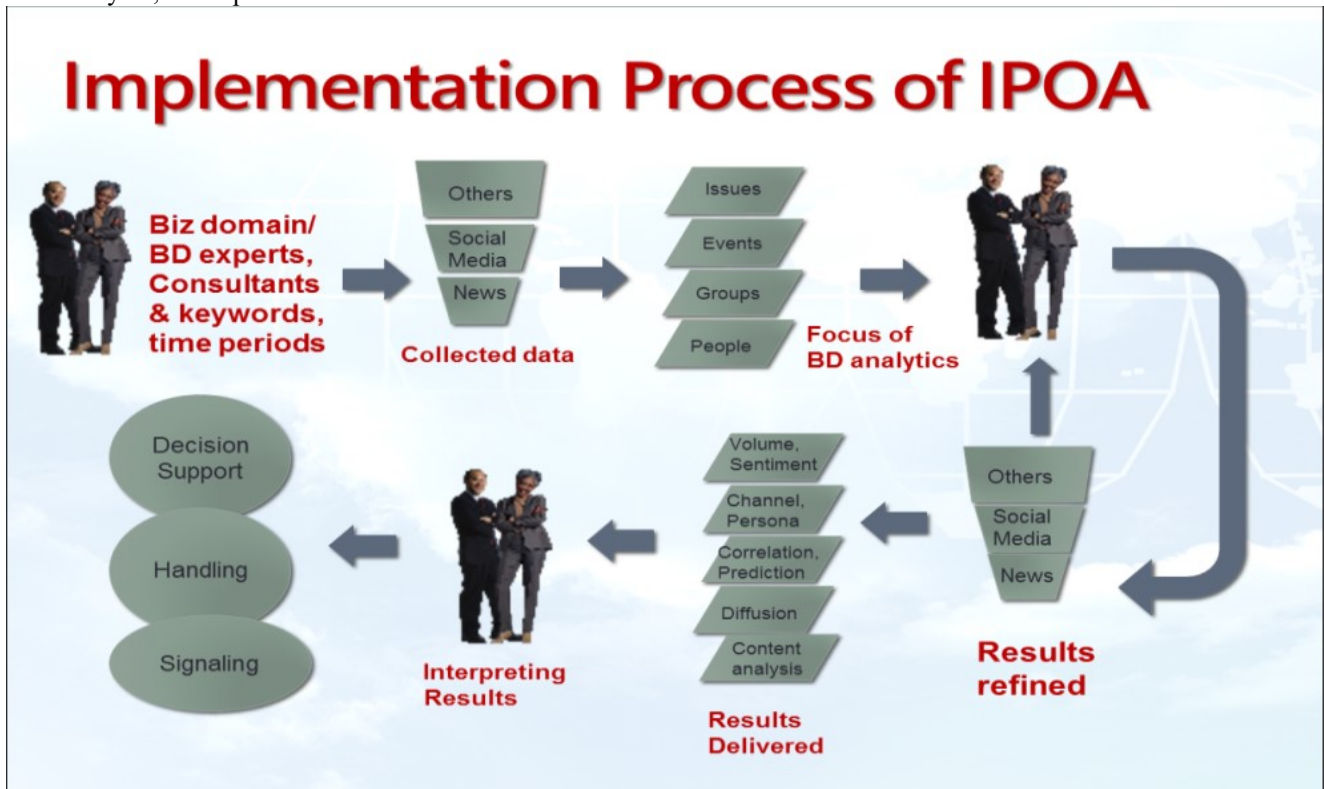 Implementation Process of IPOA
Biz domain/
BD experts,
Consultants
& keywords,
time periods
Others
Social
Media
News
Collected data
Issues
Events
Groups
People
Focus of
BD analytics
Others
Social
Media
News
Results
refined
Volume,
Sentiment
Channel,
Persona
Correlation,
Prediction
Diffusion
Content
analysis
Results
Delivered
Interpreting
Results
Decision
Support
Handling
Signaling